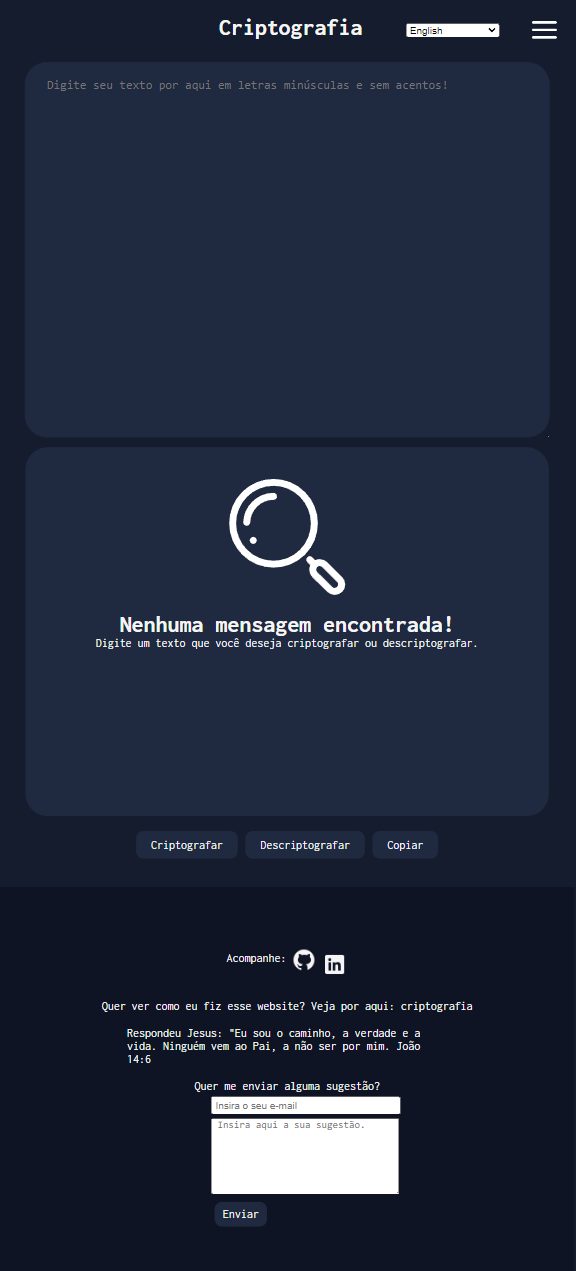 Criptografia
English
Digite seu texto por aqui em letras minúsculas e sem acentos!
Nenhuma mensagem encontrada!
Digite um texto que você deseja criptografar ou descriptografar.
Criptografar
Descriptografar
Copiar
Acompanhe:
in
Quer ver como eu fiz esse website? Veja por aqui: criptografia
Respondeu Jesus: "Eu sou o caminho, a verdade e a
vida. Ninguém vem ao Pai, a não ser por mim. João
14:6
Quer me enviar alguma sugestão?
Insira o seu e-mail
Insira aqui a sua sugestão.
Enviar